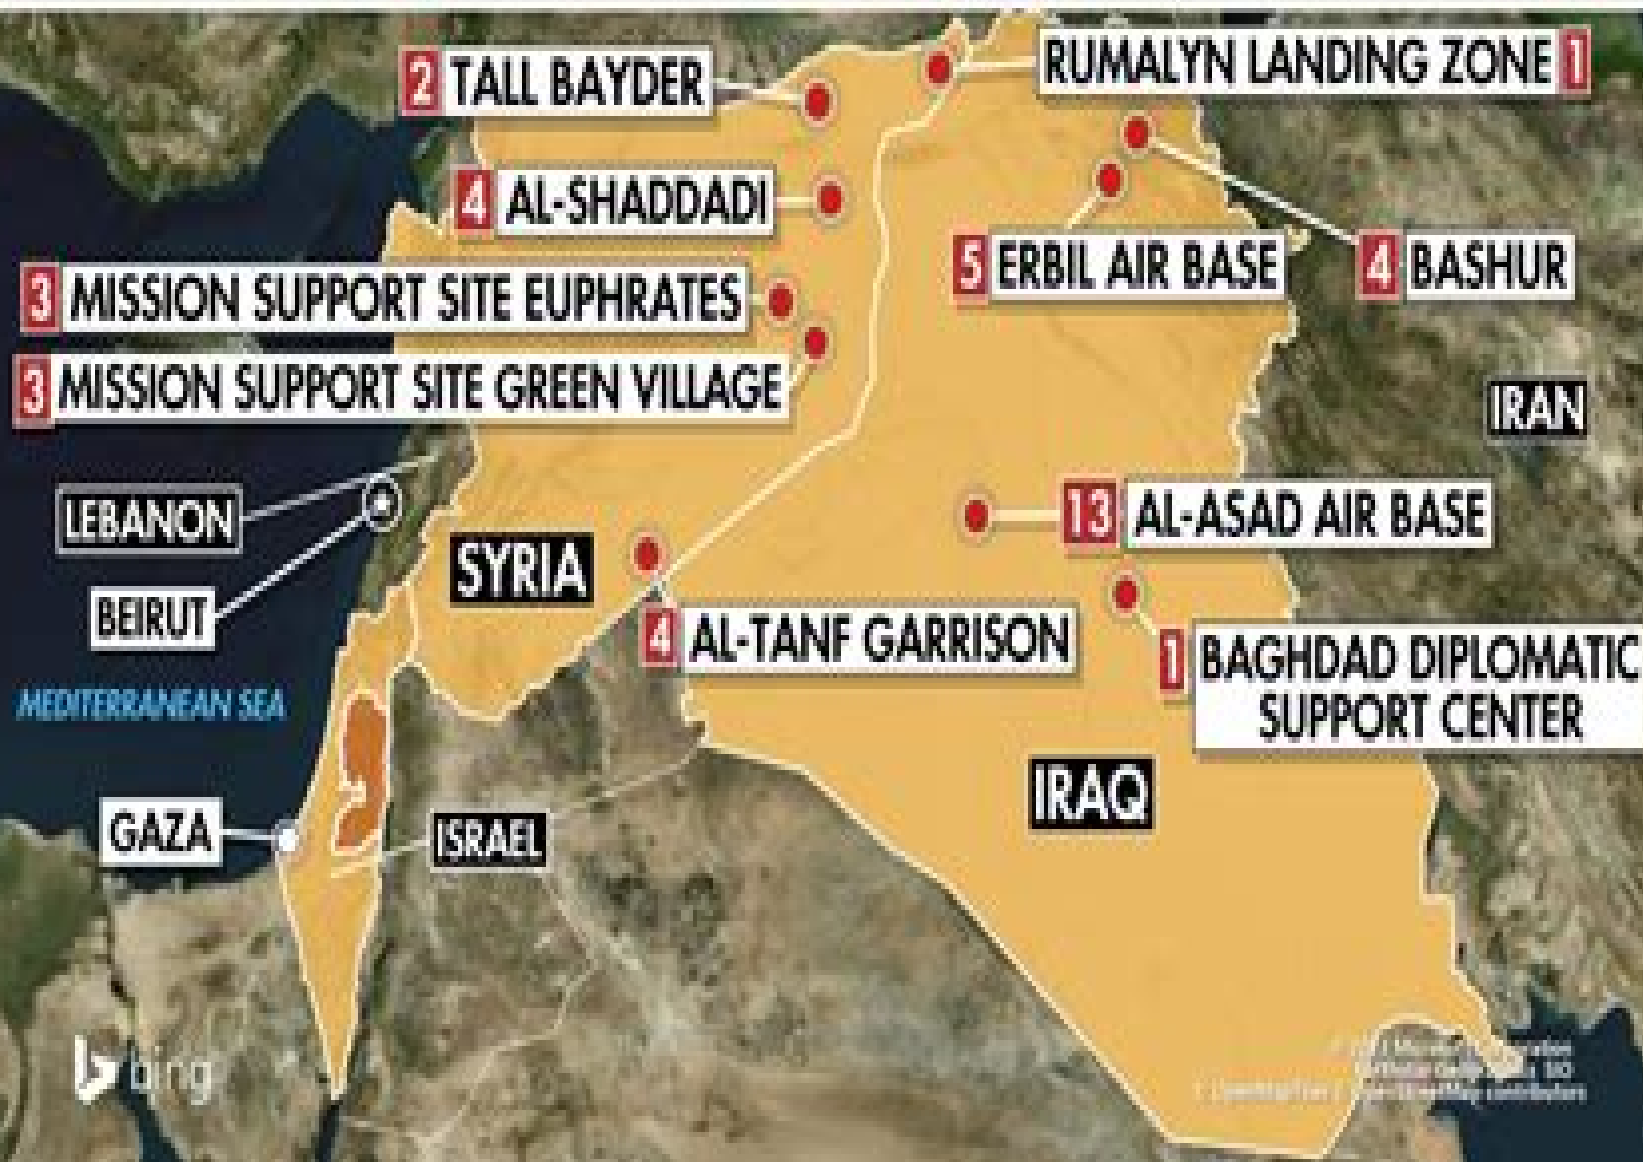 2 TALL BAYDER
RUMALYN LANDING ZONE 1
4 AL-SHADDADI
5 ERBIL AIR BASE
4 BASHUR
3 MISSION SUPPORT SITE EUPHRATES
3 MISSION SUPPORT SITE GREEN VILLAGE
IRAN
LEBANON
13 AL-ASAD AIR BASE
SYRIA
BEIRUT
4 AL-TANF GARRISON
1 BAGHDAD DIPLOMATIC
SUPPORT CENTER
MEDITERRANEAN SEA
IRAQ
GAZA
ISRAEL
bing
contributors